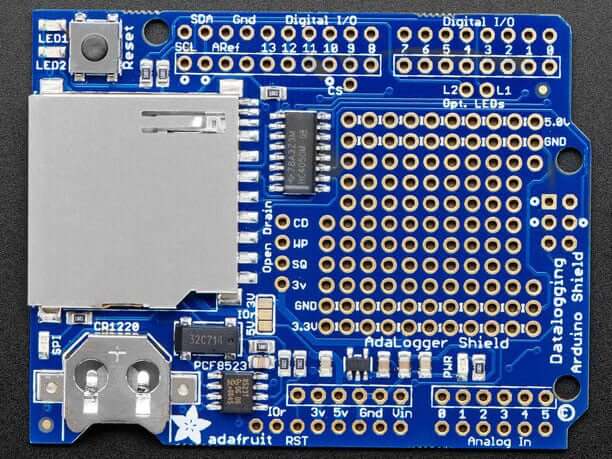 SDA Gnd Digital I/O Digital I/O
LED1
LED2
Reset
SCL ARef 13 12 11 10 9 8 7 6 5 4 3 2 1 0
CS
L2 L1
Opt. LEDs
5.0V
GND
HC4050M
Open Drain
CD
WP
SQ
3v
GND
3.3V
IOr
5V 3V
AdaLogger Shield
Datalogging
Arduino Shield
CR1220
SPI
32C714
PCF8523
PWR
IOr 3v 5v Gnd Vin
0 1 2 3 4 5
adafruit RST Analog In